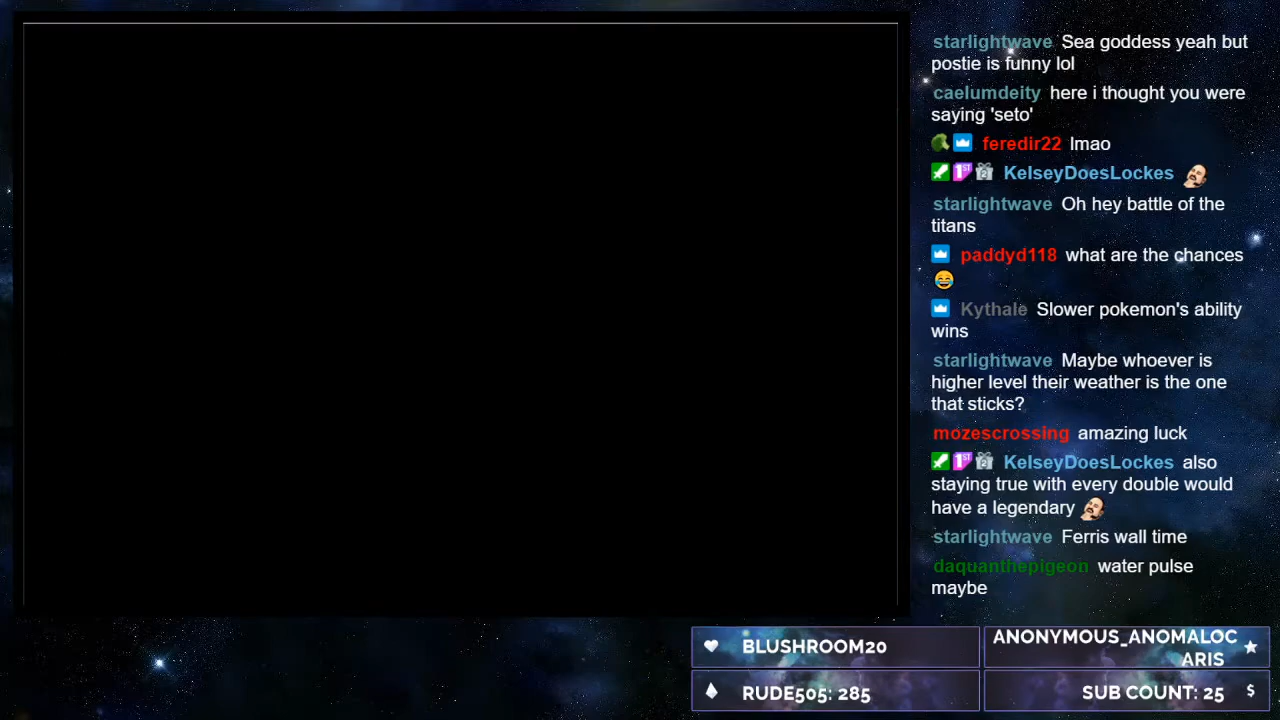 starlightwave Sea goddess yeah but
postie is funny lol
caelumdeity here i thought you were
saying 'seto'
feredir22 lmao
1ST KelseyDoesLockes
starlightwave Oh hey battle of the
titans
paddyd118 what are the chances
😂
Kythale Slower pokemon's ability
wins
starlightwave Maybe whoever is
higher level their weather is the one
that sticks?
mozescrossing amazing luck
1ST KelseyDoesLockes also
staying true with every double would
have a legendary
starlightwave Ferris wall time
daquanthepigeon water pulse
maybe
BLUSHROOM20
ANONYMOUS_ANOMALOC
ARIS
RUDE505: 285
SUB COUNT: 25 $